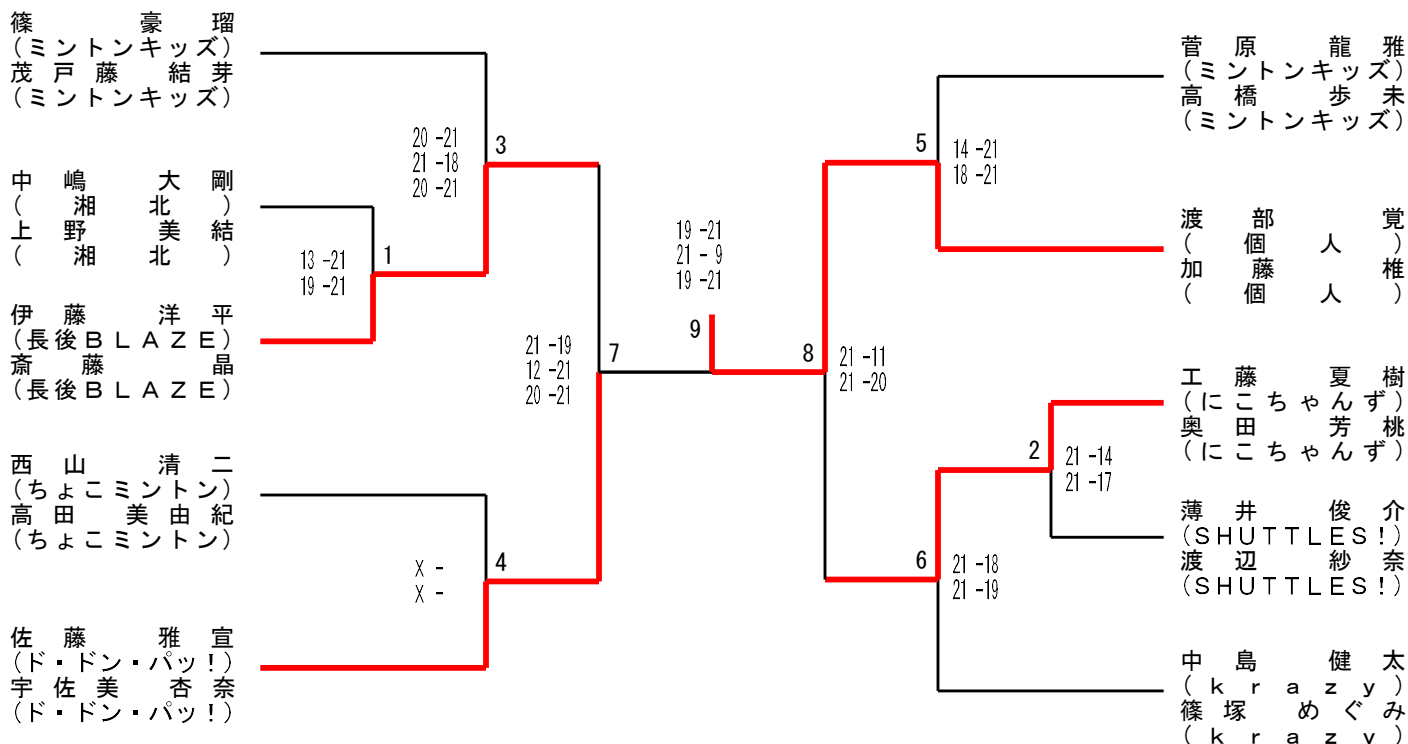 篠 豪 瑠
(ミントンキッズ)
茂戸藤 結芽
(ミントンキッズ)
中嶋 大剛
( 湘 北 )
上野 美結
( 湘 北 )
伊藤 洋平
(長後BLAZE)
斎藤 晶
(長後BLAZE)
西山 清二
(ちょこミントン)
高田 美由紀
(ちょこミントン)
佐藤 雅宣
(ド・ドン・パッ!)
宇佐美 杏奈
(ド・ドン・パッ!)
13 -21
19 -21
1
20 -21
21 -18
20 -21
3
X -
X -
4
21 -19
12 -21
20 -21
7
19 -21
21 - 9
19 -21
9
8
21 -11
21 -20
5
14 -21
18 -21
6
21 -18
21 -19
2
21 -14
21 -17
菅原 龍雅
(ミントンキッズ)
高橋 歩未
(ミントンキッズ)
渡部 覚
( 個 人 )
加藤 椎
( 個 人 )
工藤 夏樹
(にこちゃんず)
奥田 芳桃
(にこちゃんず)
薄井 俊介
(SHUTTLES!)
渡辺 紗奈
(SHUTTLES!)
中島 健太
(krazy)
篠塚 めぐみ
(krazy)